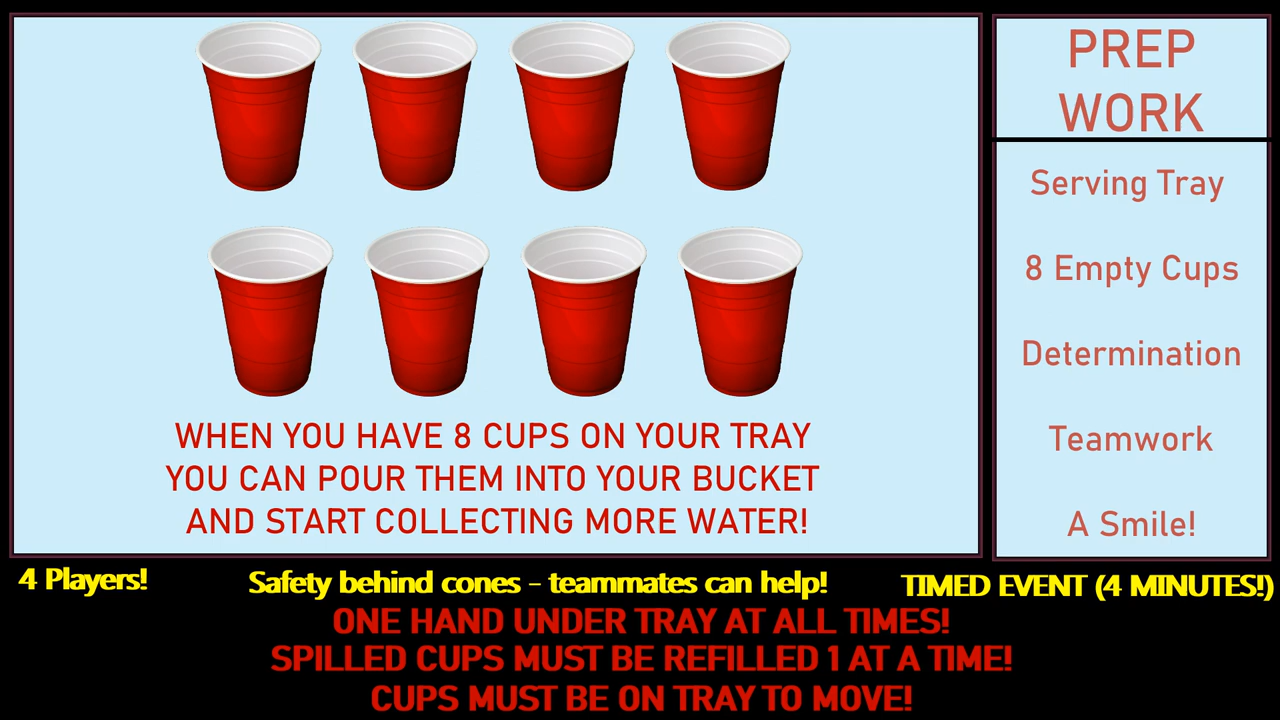 WHEN YOU HAVE 8 CUPS ON YOUR TRAY
YOU CAN POUR THEM INTO YOUR BUCKET
AND START COLLECTING MORE WATER!
PREP
WORK
Serving Tray
8 Empty Cups
Determination
Teamwork
A Smile!
4 Players!
Safety behind cones - teammates can help!
TIMED EVENT (4 MINUTES!)
ONE HAND UNDER TRAY AT ALL TIMES!
SPILLED CUPS MUST BE REFILLED 1 AT A TIME!
CUPS MUST BE ON TRAY TO MOVE!